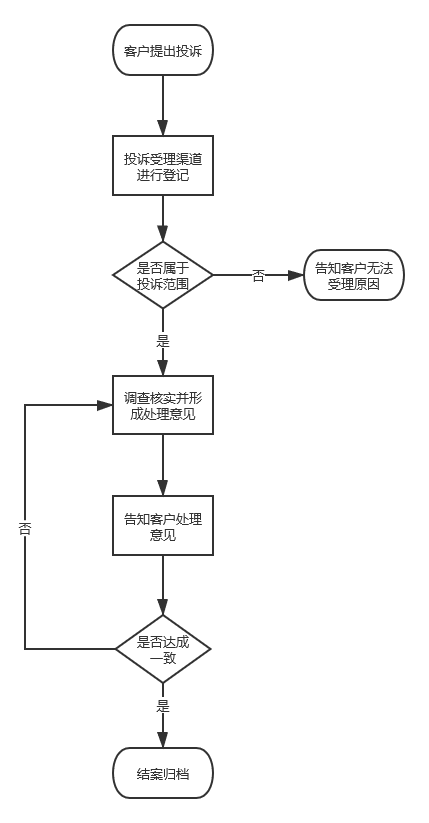 客户提出投诉
投诉受理渠道
进行登记
是否属于
投诉范围
否
告知客户无法
受理原因
是
调查核实并形
成处理意见
告知客户处理
意见
否
是否达成
一致
是
结案归档